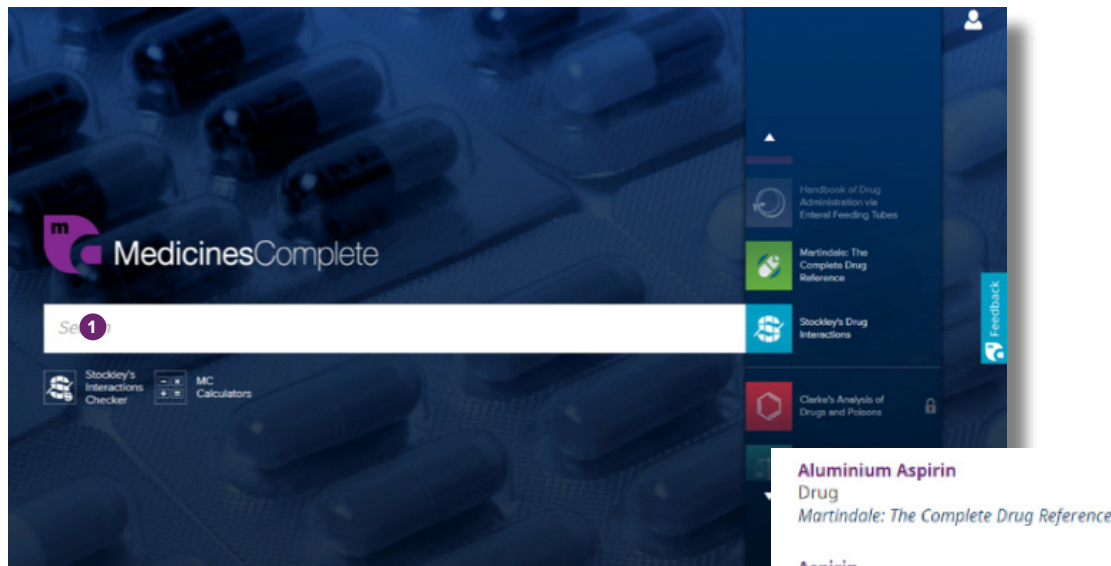 Handbook of Drug
Administration via
Enteral Feeding Tubes
m
MedicinesComplete
Martindale: The
Complete Drug
Reference
1
Stockley's Drug
Interactions
Feedback
Stockley's
Interactions
Checker
MC
Calculators
Clarke's Analysis of
Drugs and Poisons
Aluminium Aspirin
Drug
Martindale: The Complete Drug Reference